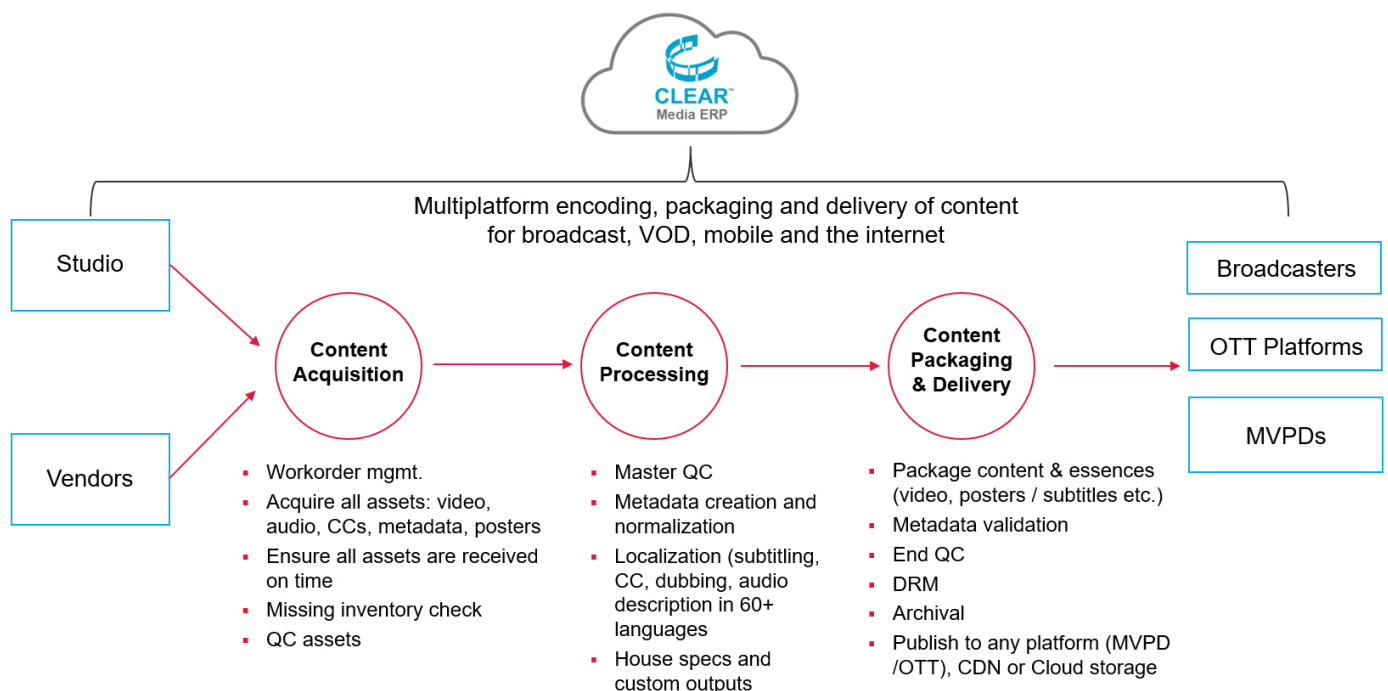 CLEAR™
Media ERP
Multiplatform encoding, packaging and delivery of content
for broadcast, VOD, mobile and the internet
Studio
Vendors
Content
Acquisition
▪ Workorder mgmt.
▪ Acquire all assets: video,
audio, CCs, metadata, posters
▪ Ensure all assets are received
on time
▪ Missing inventory check
▪ QC assets
Content
Processing
▪ Master QC
▪ Metadata creation and
normalization
▪ Localization (subtitling,
CC, dubbing, audio
description in 60+
languages
▪ House specs and
custom outputs
Content
Packaging
& Delivery
▪ Package content & essences
(video, posters / subtitles etc.)
▪ Metadata validation
▪ End QC
▪ DRM
▪ Archival
▪ Publish to any platform (MVPD
/OTT), CDN or Cloud storage
Broadcasters
OTT Platforms
MVPDs